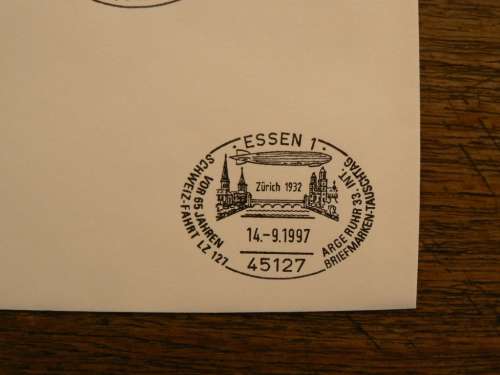 · ESSEN 1 ·
Zürich 1932
VOR 65 JAHREN
SCHWEIZ-FAHRT LZ 127
ARGE RUHR 33. INT.
BRIEFMARKEN-TAUSCHTAG
14.-9.1997
45127